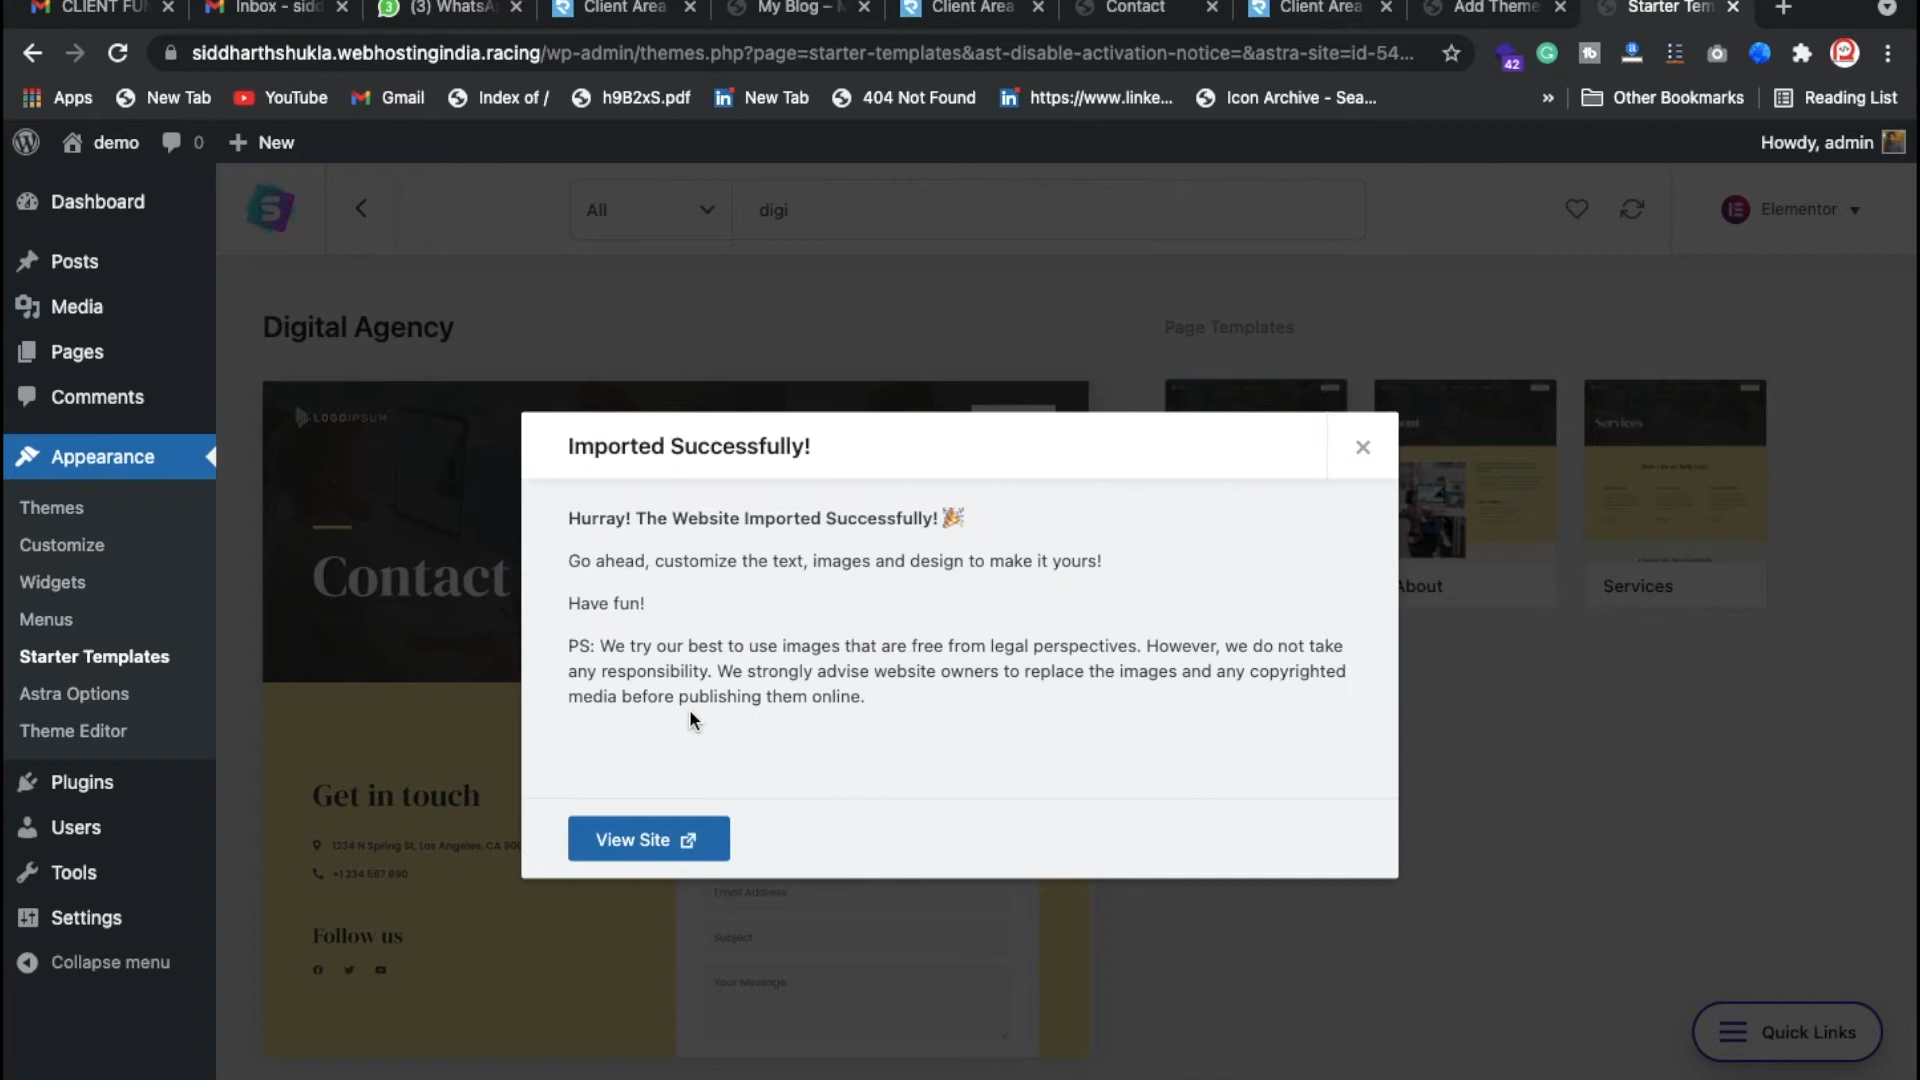 CLIENT FU
Inbox - sidd
(3) WhatsA
Client Area
My Blog –
Client Area
Contact
Client Area
Add Theme
Starter Tem
siddharthshukla.webhostingindia.racing/wp-admin/themes.php?page=starter-templates&ast-disable-activation-notice=&astra-site=id-54...
42
Apps
New Tab
YouTube
Gmail
Index of /
h9B2xS.pdf
New Tab
404 Not Found
https://www.linke...
Icon Archive - Sea...
»
Other Bookmarks
Reading List
demo
0
New
Howdy, admin
Dashboard
Posts
Media
Pages
Comments
Appearance
Themes
Customize
Widgets
Menus
Starter Templates
Astra Options
Theme Editor
Plugins
Users
Tools
Settings
Collapse menu
All
digi
Elementor
Digital Agency
Page Templates
LOGOIPSUM
Contact
Get in touch
1234 N Spring St, Los Angeles, CA 900
+1 234 567 890
Follow us
Email Address
Subject
Your Message
Imported Successfully!
Hurray! The Website Imported Successfully! 🎉
Go ahead, customize the text, images and design to make it yours!
Have fun!
PS: We try our best to use images that are free from legal perspectives. However, we do not take
any responsibility. We strongly advise website owners to replace the images and any copyrighted
media before publishing them online.
View Site
out
About
Services
Services
Quick Links